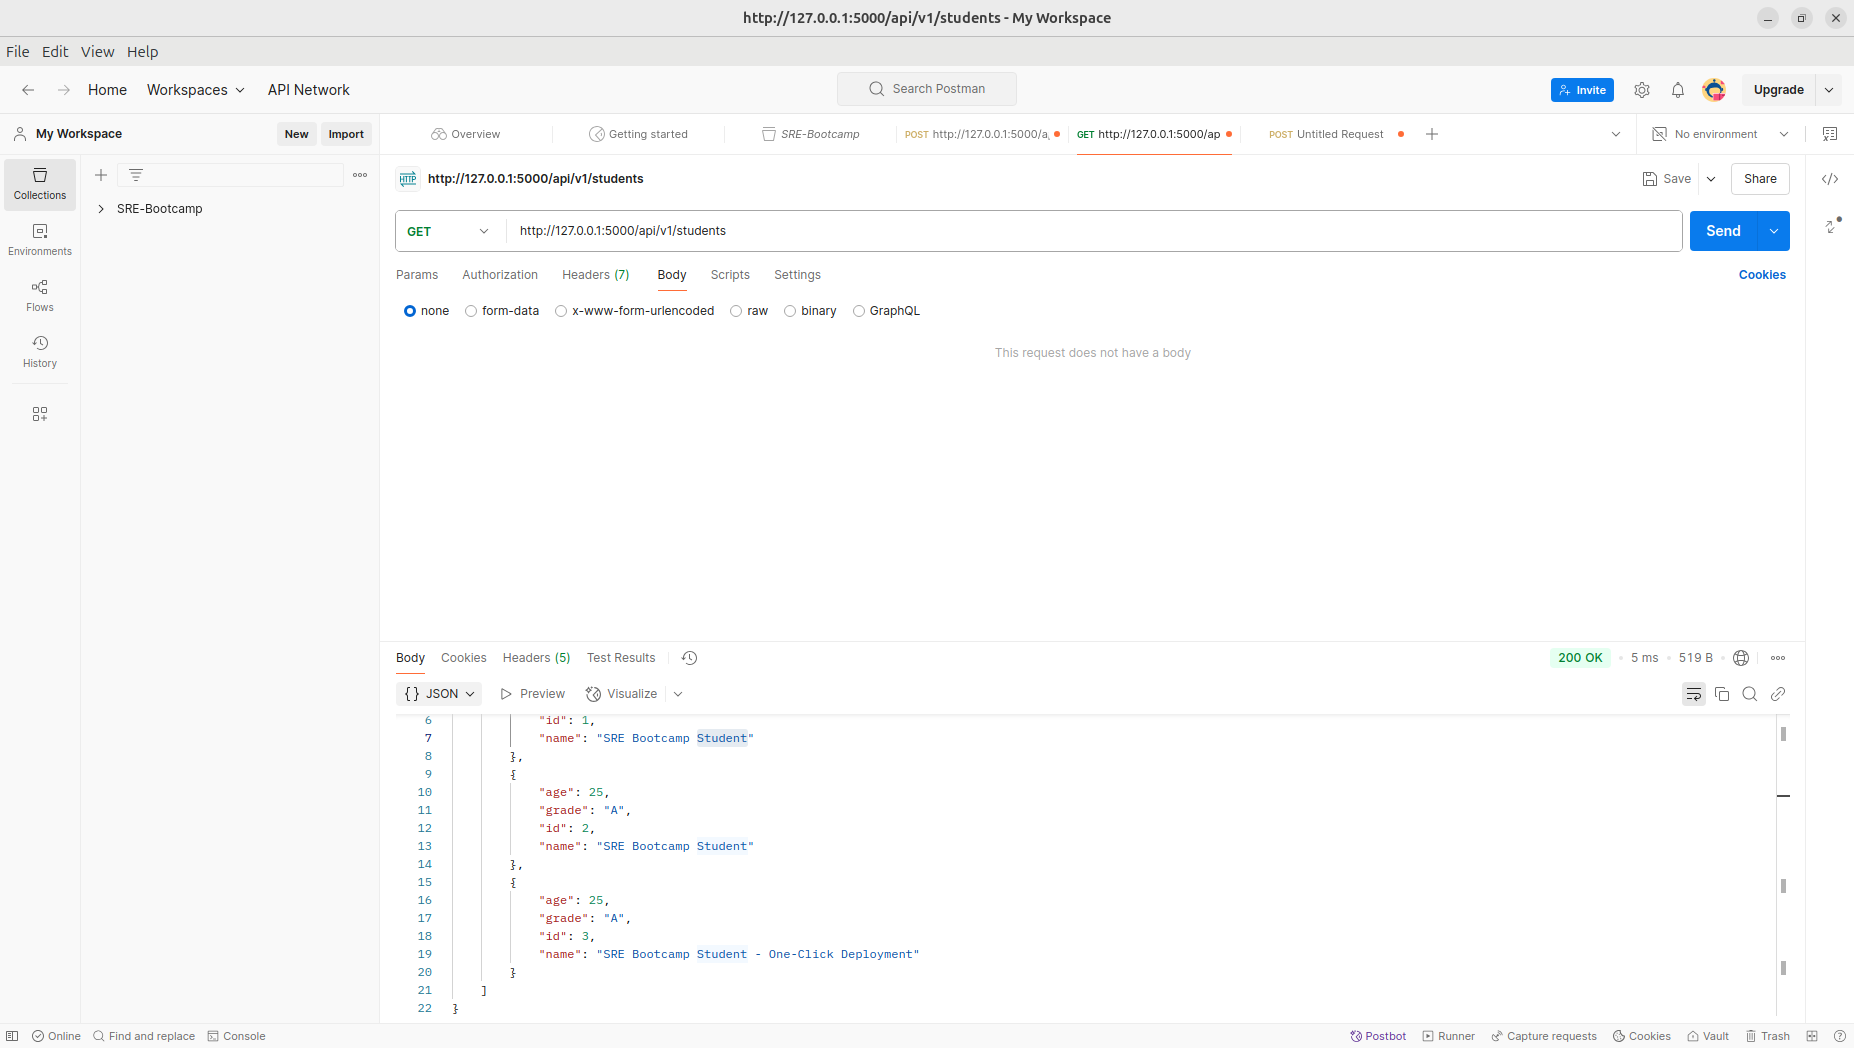 http://127.0.0.1:5000/api/v1/students - My Workspace
File Edit View Help
Home Workspaces API Network Search Postman Invite Upgrade
My Workspace New Import Overview Getting started SRE-Bootcamp POST http://127.0.0.1:5000/a GET http://127.0.0.1:5000/ap POST Untitled Request No environment
Collections
SRE-Bootcamp
Environments
Flows
History
http://127.0.0.1:5000/api/v1/students Save Share
GET http://127.0.0.1:5000/api/v1/students Send
Params Authorization Headers (7) Body Scripts Settings Cookies
none form-data x-www-form-urlencoded raw binary GraphQL
This request does not have a body
Body Cookies Headers (5) Test Results 200 OK • 5 ms • 519 B
{} JSON Preview Visualize
6 "id": 1,
7 "name": "SRE Bootcamp Student"
8 },
9 {
10 "age": 25,
11 "grade": "A",
12 "id": 2,
13 "name": "SRE Bootcamp Student"
14 },
15 {
16 "age": 25,
17 "grade": "A",
18 "id": 3,
19 "name": "SRE Bootcamp Student - One-Click Deployment"
20 }
21 ]
22 }
Online Find and replace Console Postbot Runner Capture requests Cookies Vault Trash